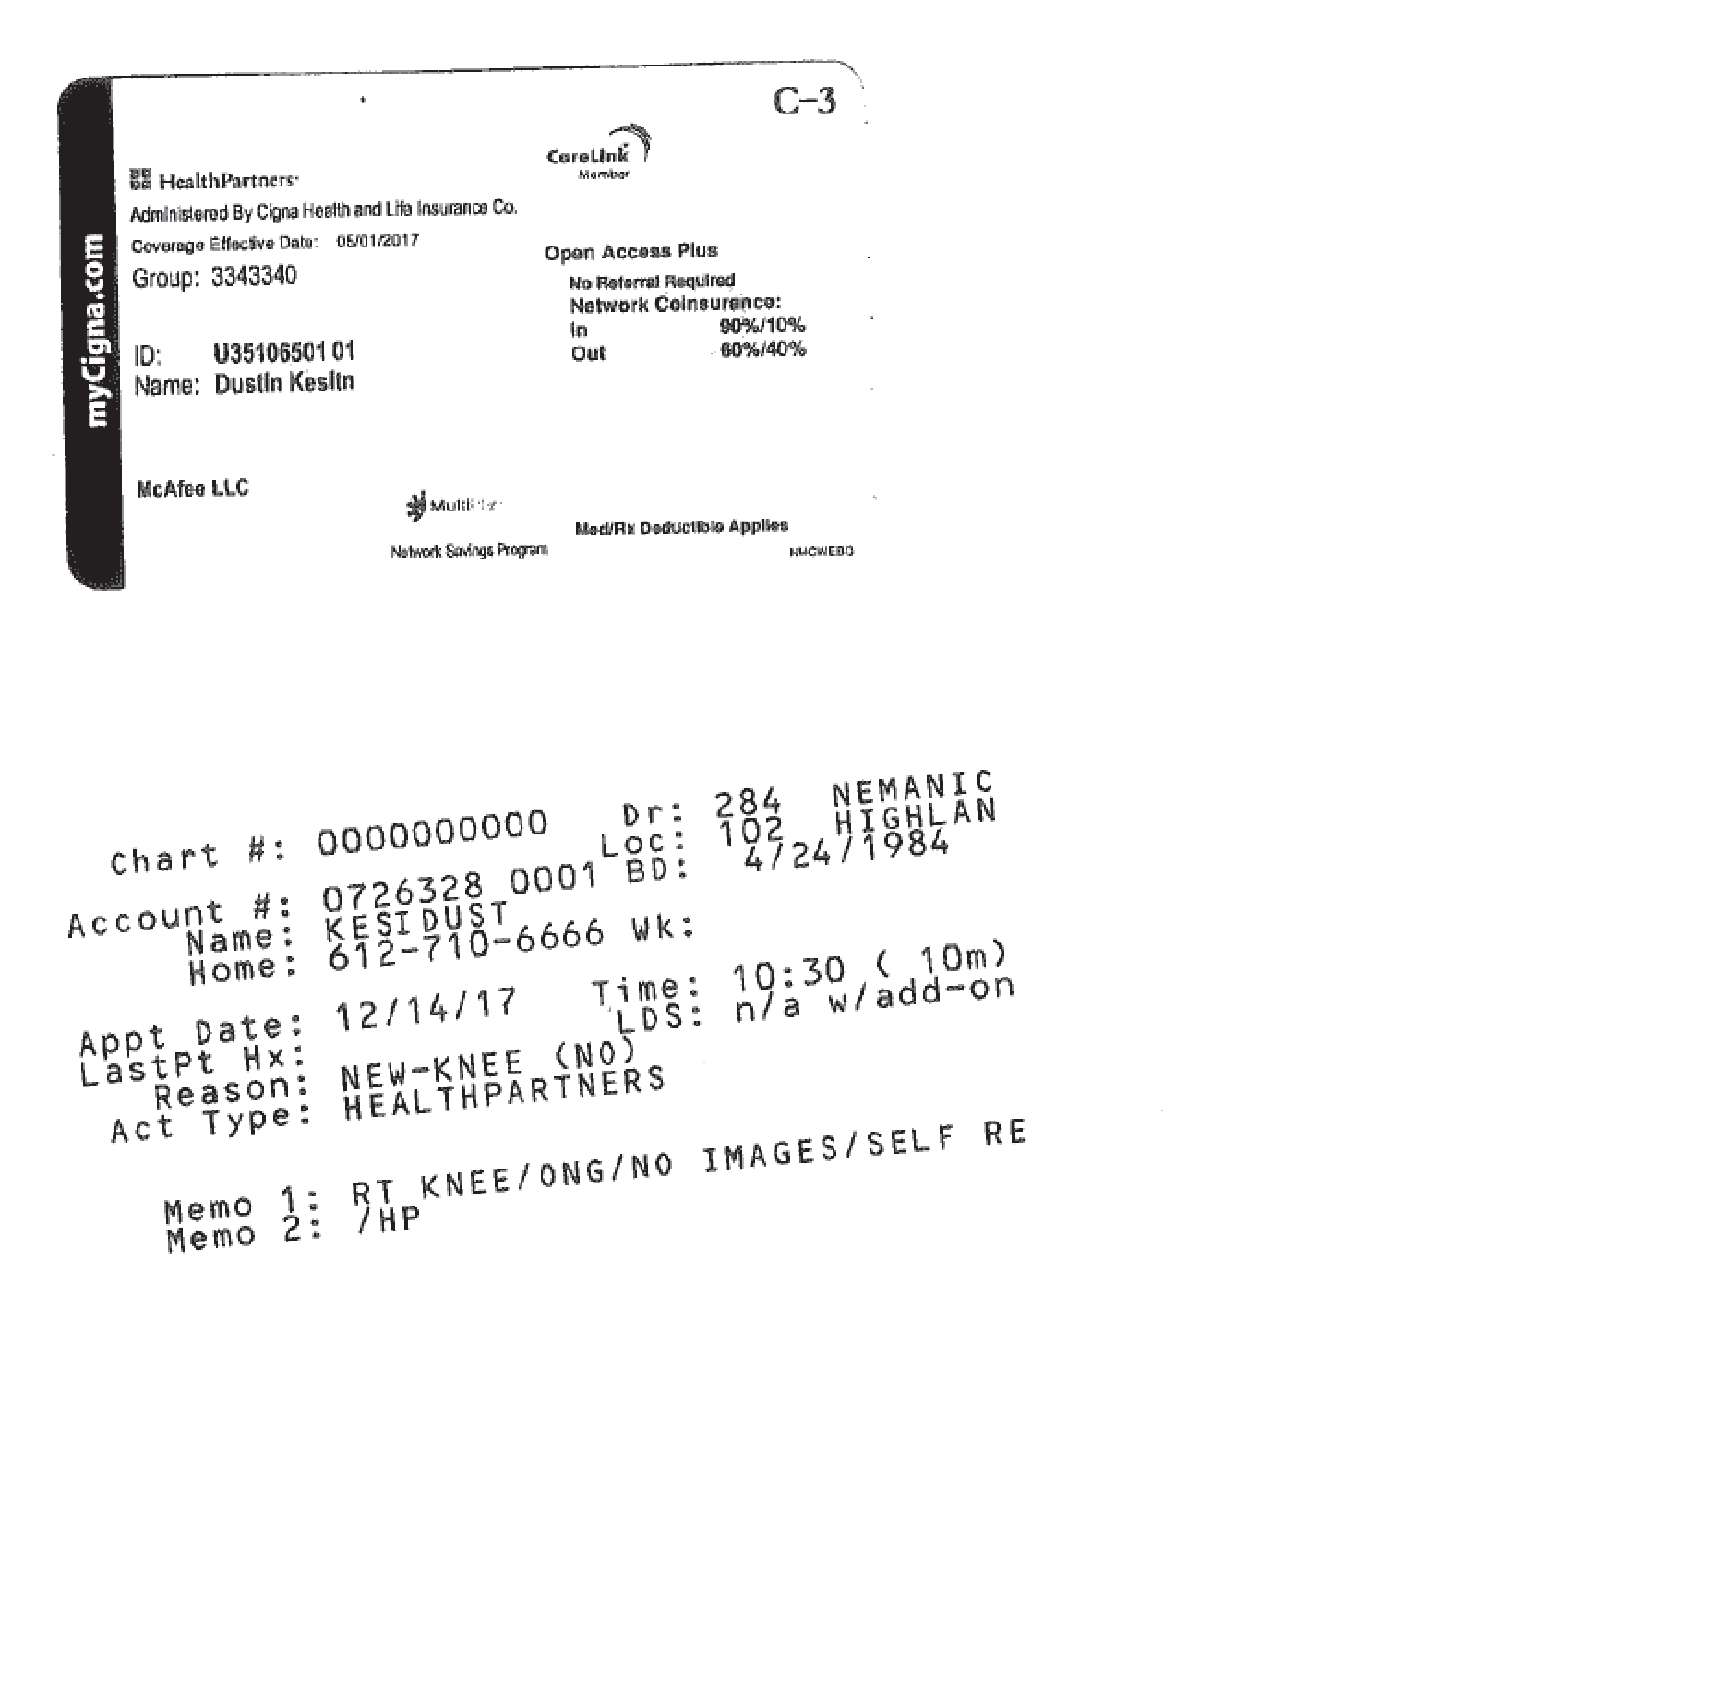 C-3
CareLink
Member
HealthPartners
Administered By Cigna Health and Life Insurance Co.
Coverage Effective Date: 05/01/2017
Group: 3343340
Open Access Plus
No Referral Required
Network Coinsurance:
In 90%/10%
Out 60%/40%
ID: U35106501 01
Name: Dustin Keslin
myCigna.com
McAfee LLC
Network Savings Program
Med/Rx Deductible Applies
Chart #: 0000000000 Dr: 284 NEMANIC
Loc: 102 HIGHLAN
Account #: 0726328 0001 BD: 4/24/1984
Name: KESIDUST
Home: 612-710-6666 Wk:
Appt Date: 12/14/17 Time: 10:30 ( 10m)
LastPt Hx: LDS: n/a w/add-on
Reason: NEW-KNEE (NO)
Act Type: HEALTHPARTNERS
Memo 1: RT KNEE/ONG/NO IMAGES/SELF RE
Memo 2: /HP